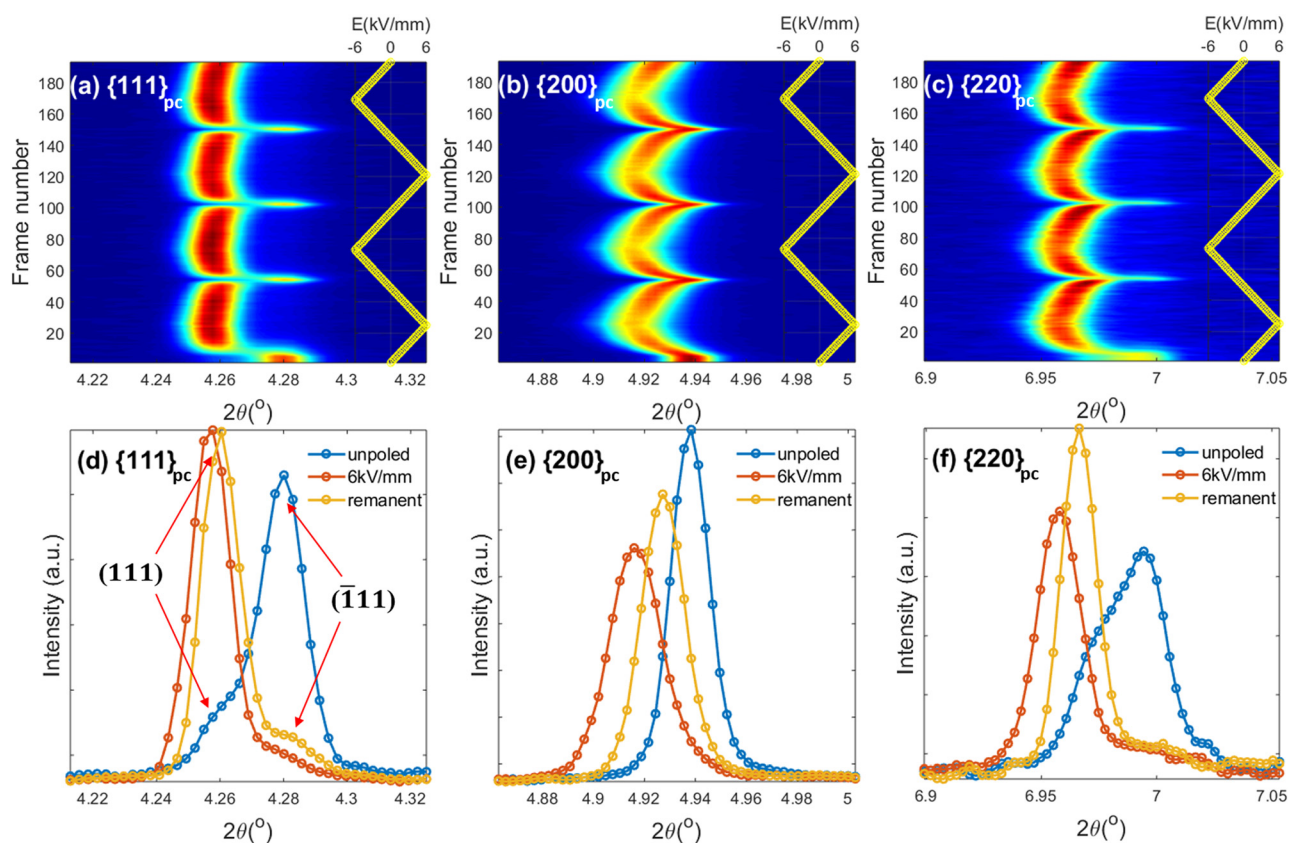 E(kV/mm)
-6 0 6
(a) {111}pc
Frame number
180
160
140
120
100
80
60
40
20
4.22 4.24 4.26 4.28 4.3 4.32
2θ(º)
E(kV/mm)
-6 0 6
(b) {200}pc
Frame number
180
160
140
120
100
80
60
40
20
4.88 4.9 4.92 4.94 4.96 4.98 5
2θ(º)
E(kV/mm)
-6 0 6
(c) {220}pc
Frame number
180
160
140
120
100
80
60
40
20
6.9 6.95 7 7.05
2θ(º)
(d) {111}pc
unpoled
6kV/mm
remanent
(111)
(1̄11)
Intensity (a.u.)
4.22 4.24 4.26 4.28 4.3 4.32
2θ(º)
(e) {200}pc
unpoled
6kV/mm
remanent
Intensity (a.u.)
4.88 4.9 4.92 4.94 4.96 4.98 5
2θ(º)
(f) {220}pc
unpoled
6kV/mm
remanent
Intensity (a.u.)
6.9 6.95 7 7.05
2θ(º)